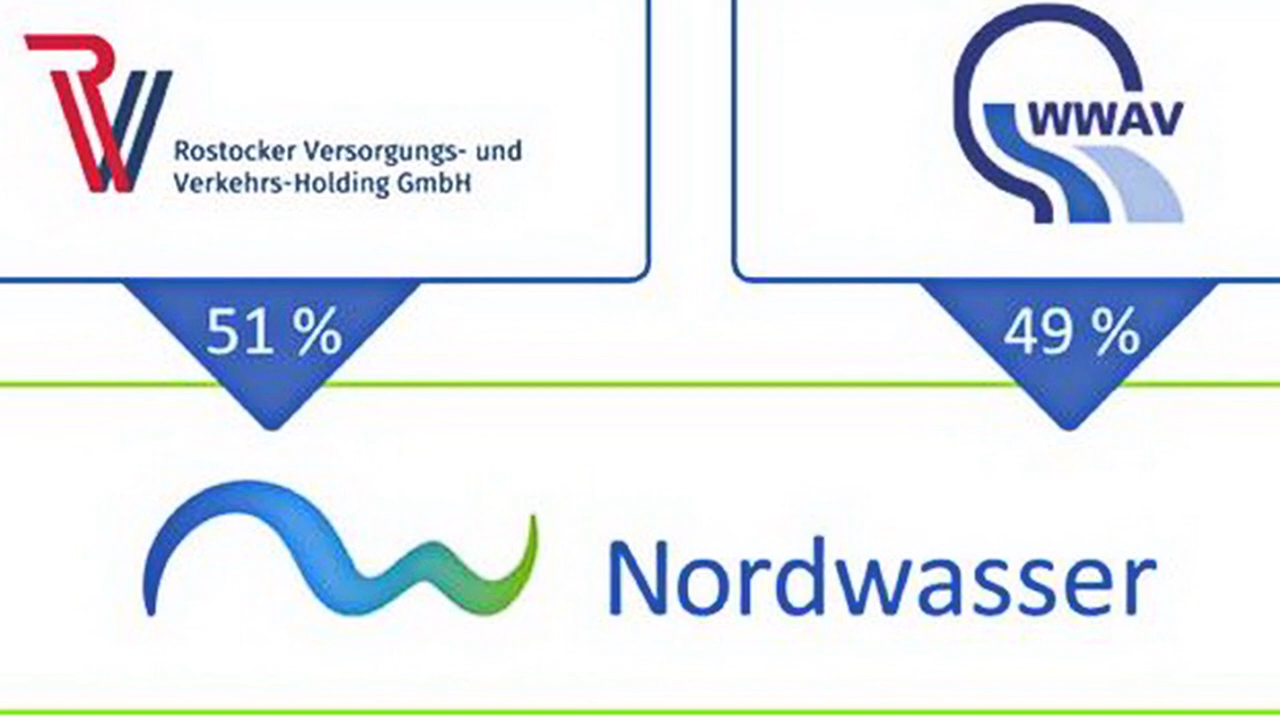 Rostocker Versorgungs- und
Verkehrs-Holding GmbH
WWAV
51 %
49 %
Nordwasser